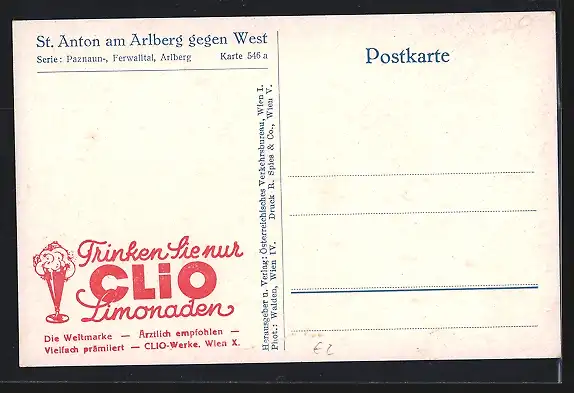 St. Anton am Arlberg gegen West
Serie: Paznaun-, Ferwalltal, Arlberg Karte 546 a
Trinken Sie nur
CLiO
Limonaden
Die Weltmarke — Ärztlich empfohlen —
Vielfach prämiiert — CLIO-Werke, Wien X.
Herausgeber u. Verlag: Österreichisches Verkehrsbureau, Wien I.
Phot.: Walden, Wien IV. Druck R. Spies & Co., Wien V.
Postkarte